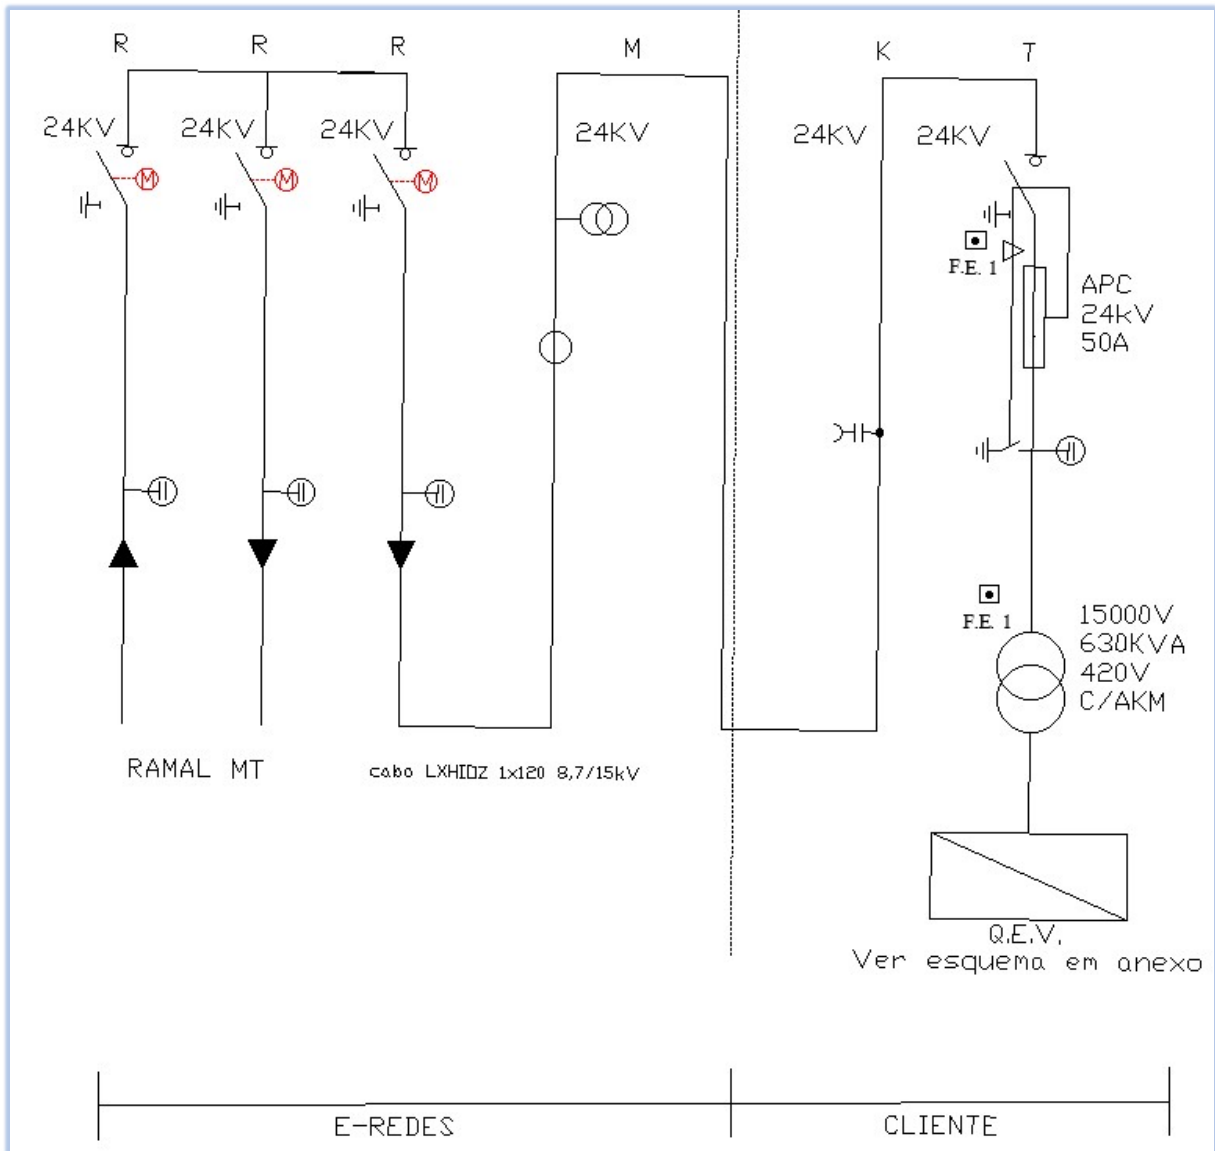 R
R
R
M
K
T
24KV
24KV
24KV
24KV
24KV
24KV
M
M
M
F.E. 1
APC
24kV
50A
F.E. 1
15000V
630KVA
420V
C/AKM
RAMAL MT
cabo LXHIOZ 1x120 8,7/15kV
Q.E.V.
Ver esquema em anexo
E-REDES
CLIENTE